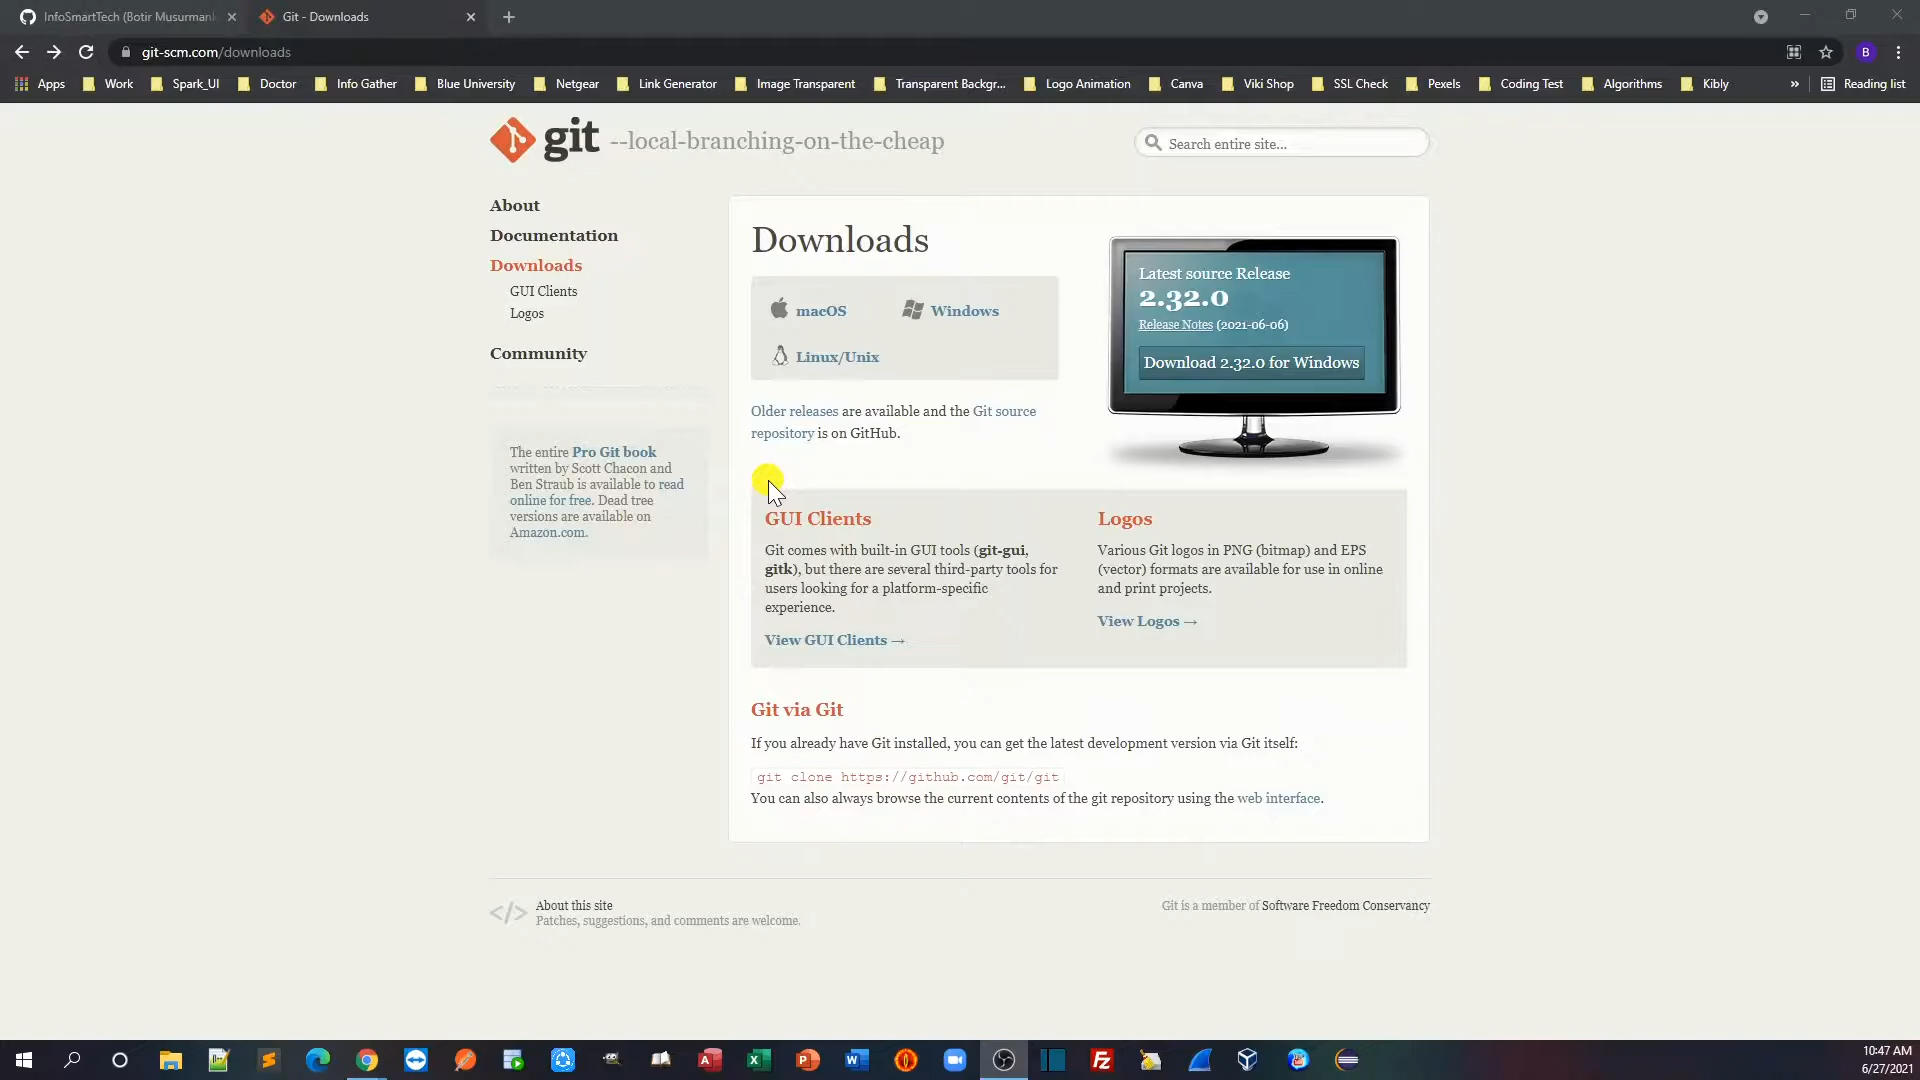 InfoSmartTech (Botir Musurmank
Git - Downloads
git-scm.com/downloads
B
Apps
Work
Spark_UI
Doctor
Info Gather
Blue University
Netgear
Link Generator
Image Transparent
Transparent Backgr...
Logo Animation
Canva
Viki Shop
SSL Check
Pexels
Coding Test
Algorithms
Kibly
»
Reading list
git --local-branching-on-the-cheap
Search entire site...
About
Documentation
Downloads
GUI Clients
Logos
Community
The entire Pro Git book
written by Scott Chacon and
Ben Straub is available to read
online for free. Dead tree
versions are available on
Amazon.com.
Downloads
macOS
Windows
Linux/Unix
Older releases are available and the Git source
repository is on GitHub.
Latest source Release
2.32.0
Release Notes (2021-06-06)
Download 2.32.0 for Windows
GUI Clients
Git comes with built-in GUI tools (git-gui,
gitk), but there are several third-party tools for
users looking for a platform-specific
experience.
View GUI Clients →
Logos
Various Git logos in PNG (bitmap) and EPS
(vector) formats are available for use in online
and print projects.
View Logos →
Git via Git
If you already have Git installed, you can get the latest development version via Git itself:
git clone https://github.com/git/git
You can also always browse the current contents of the git repository using the web interface.
</> About this site
Patches, suggestions, and comments are welcome.
Git is a member of Software Freedom Conservancy
10:47 AM
6/27/2021